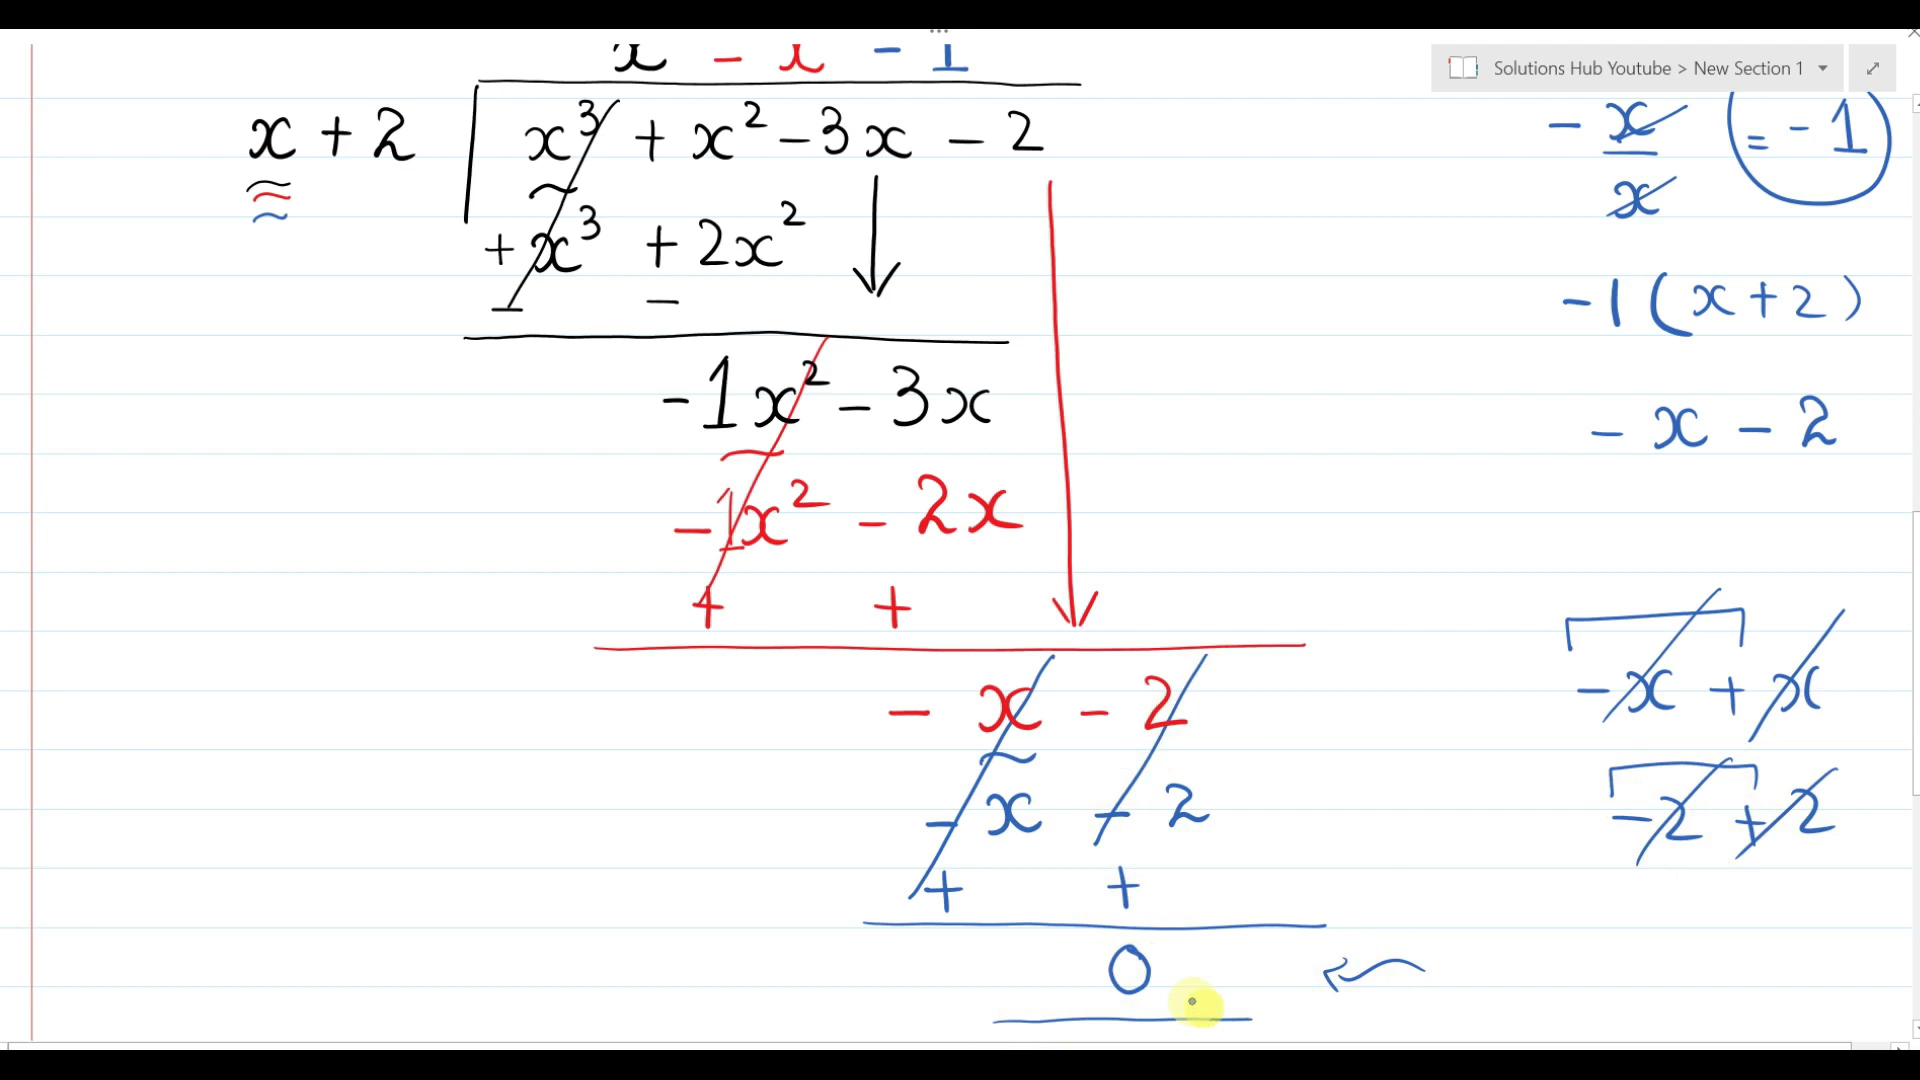 x - x - 1
Solutions Hub Youtube > New Section 1
x + 2 x³ + x² - 3x - 2
+ x³ + 2x²
- -
-1x² - 3x
-1x² - 2x
+ +
- x - 2
- x - 2
+ +
0
- x
x
= - 1
-1 (x + 2)
- x - 2
- x + x
- 2 + 2